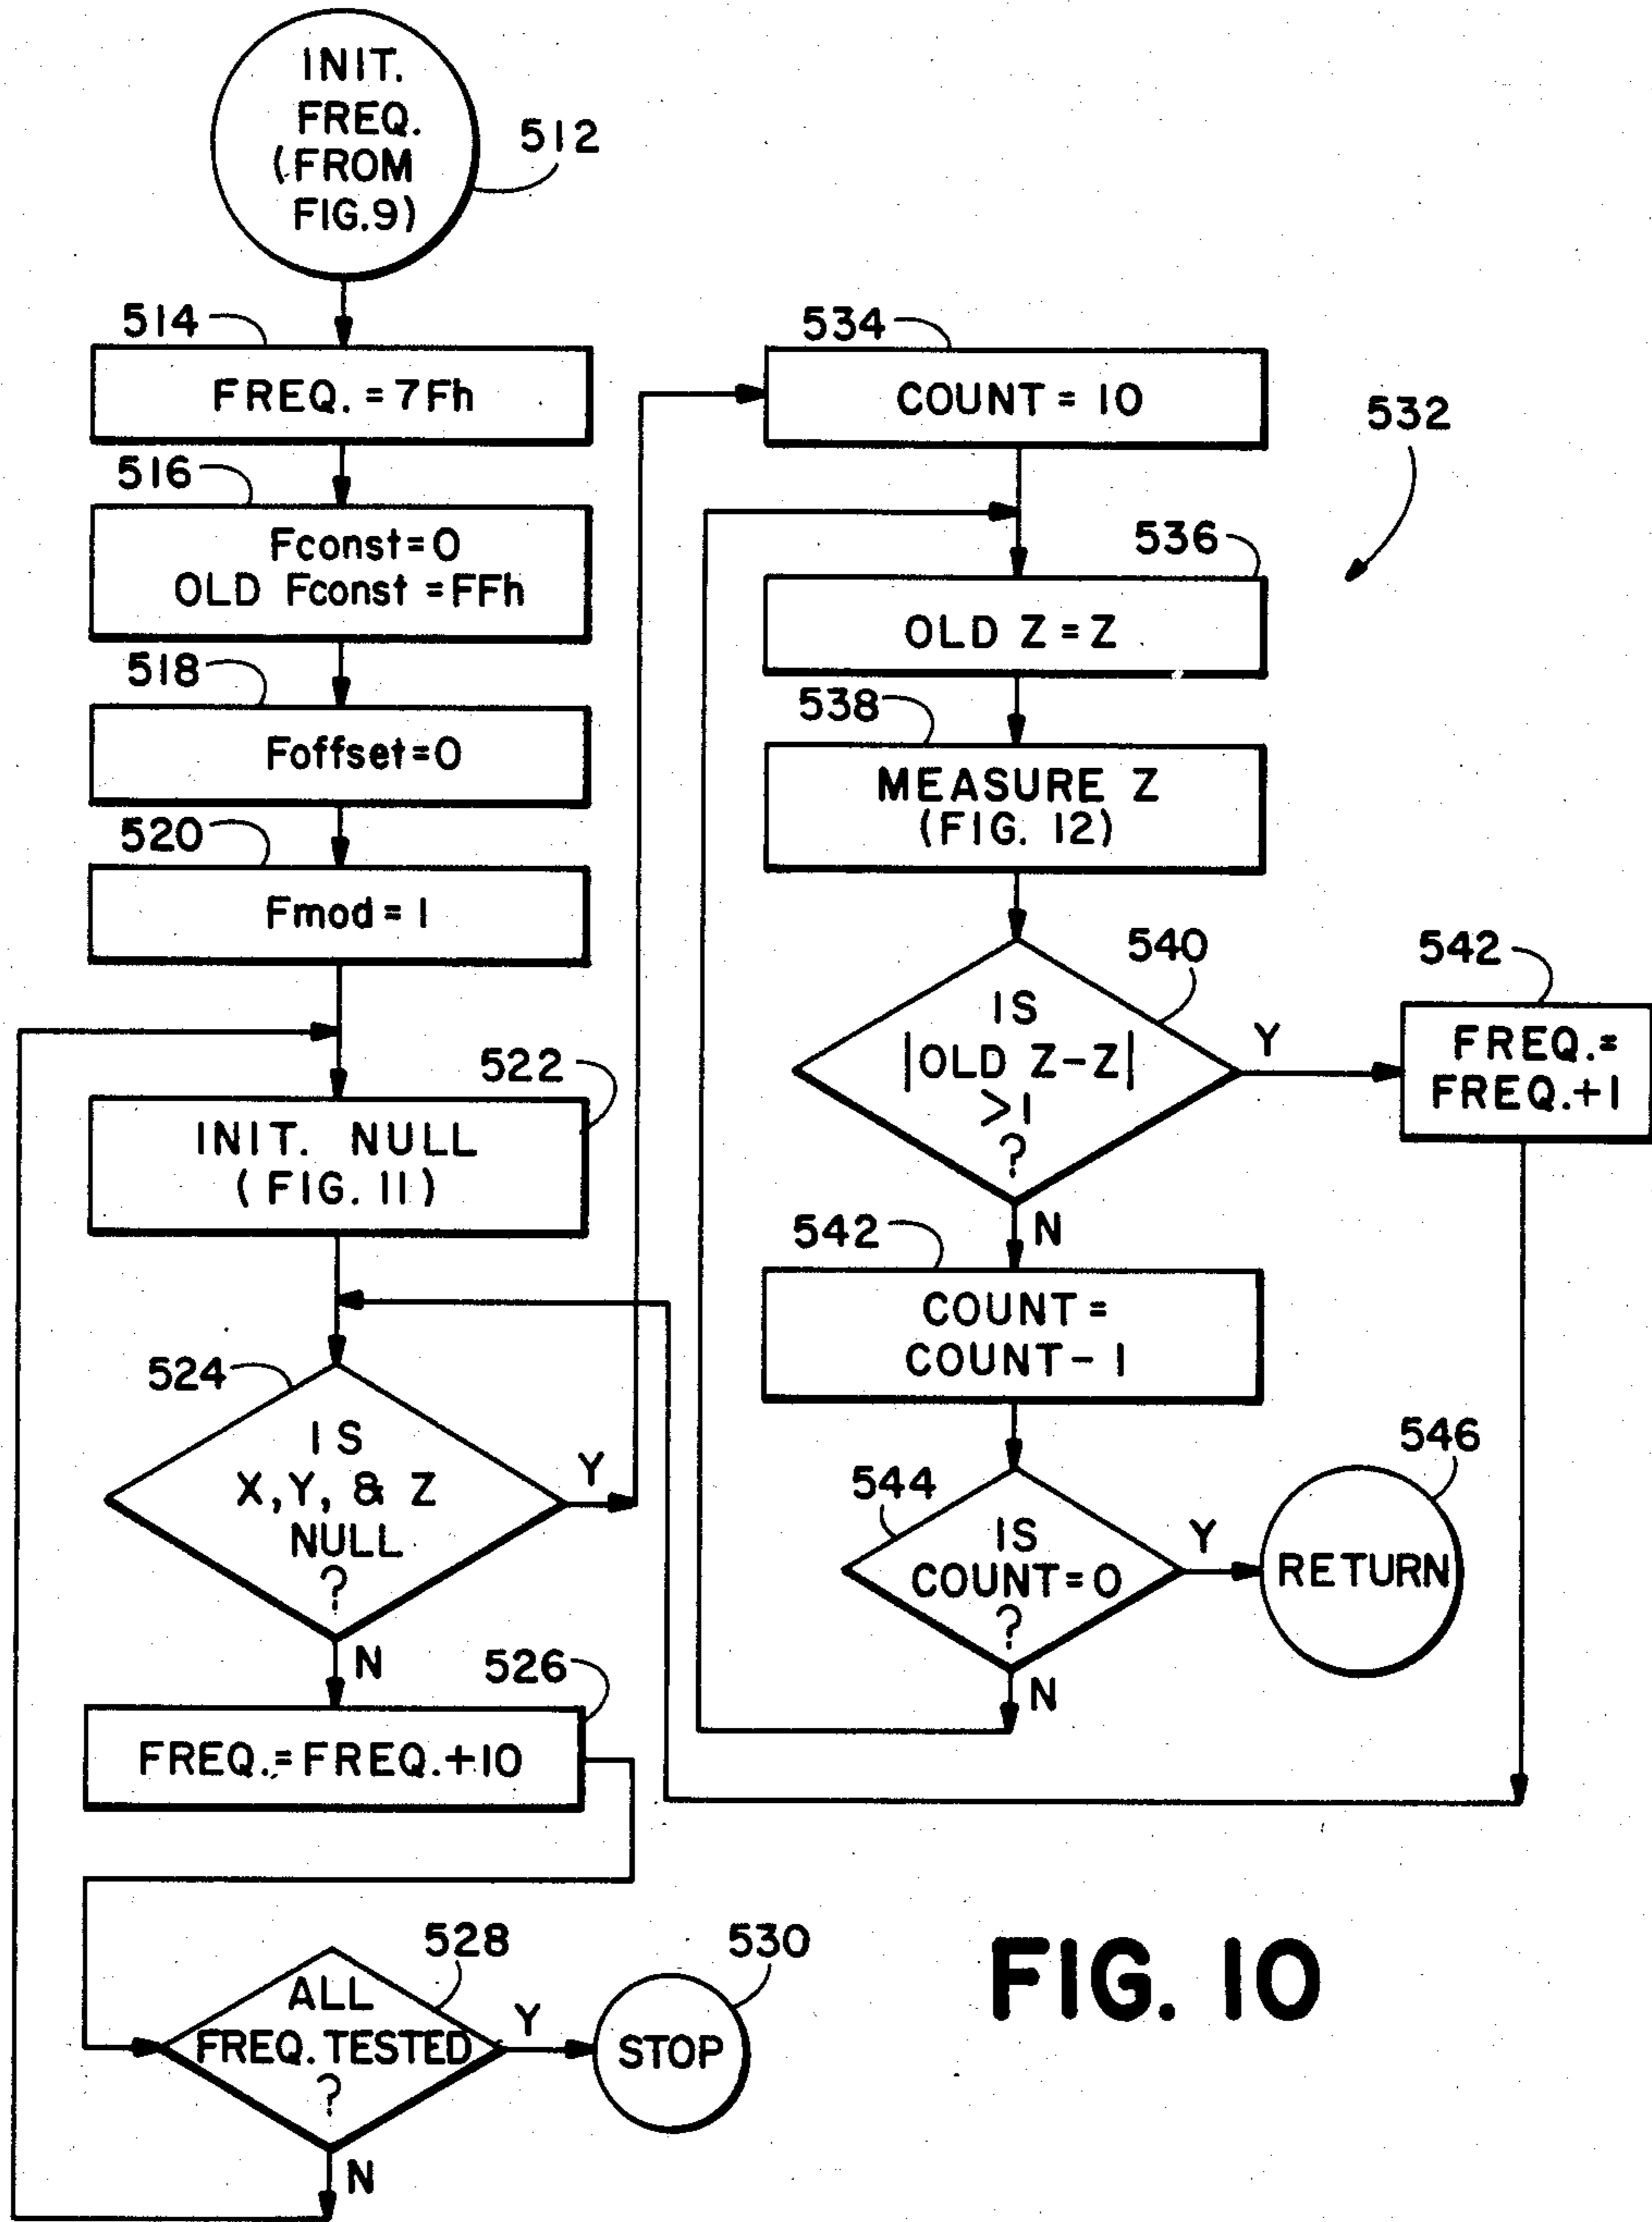 INIT.
FREQ.
(FROM
FIG.9)
512
514
FREQ. = 7Fh
516
Fconst=0
OLD Fconst =FFh
518
Foffset=0
520
Fmod = 1
522
INIT. NULL
(FIG. 11)
524
IS
X,Y, & Z
NULL
?
Y
N
526
FREQ.=FREQ.+10
528
ALL
FREQ. TESTED
?
Y
N
530
STOP
532
534
COUNT = 10
536
OLD Z = Z
538
MEASURE Z
(FIG. 12)
540
IS
|OLD Z-Z|
>1
?
Y
N
542
FREQ.=
FREQ.+1
542
COUNT =
COUNT - 1
544
IS
COUNT=0
?
Y
N
546
RETURN
FIG. 10